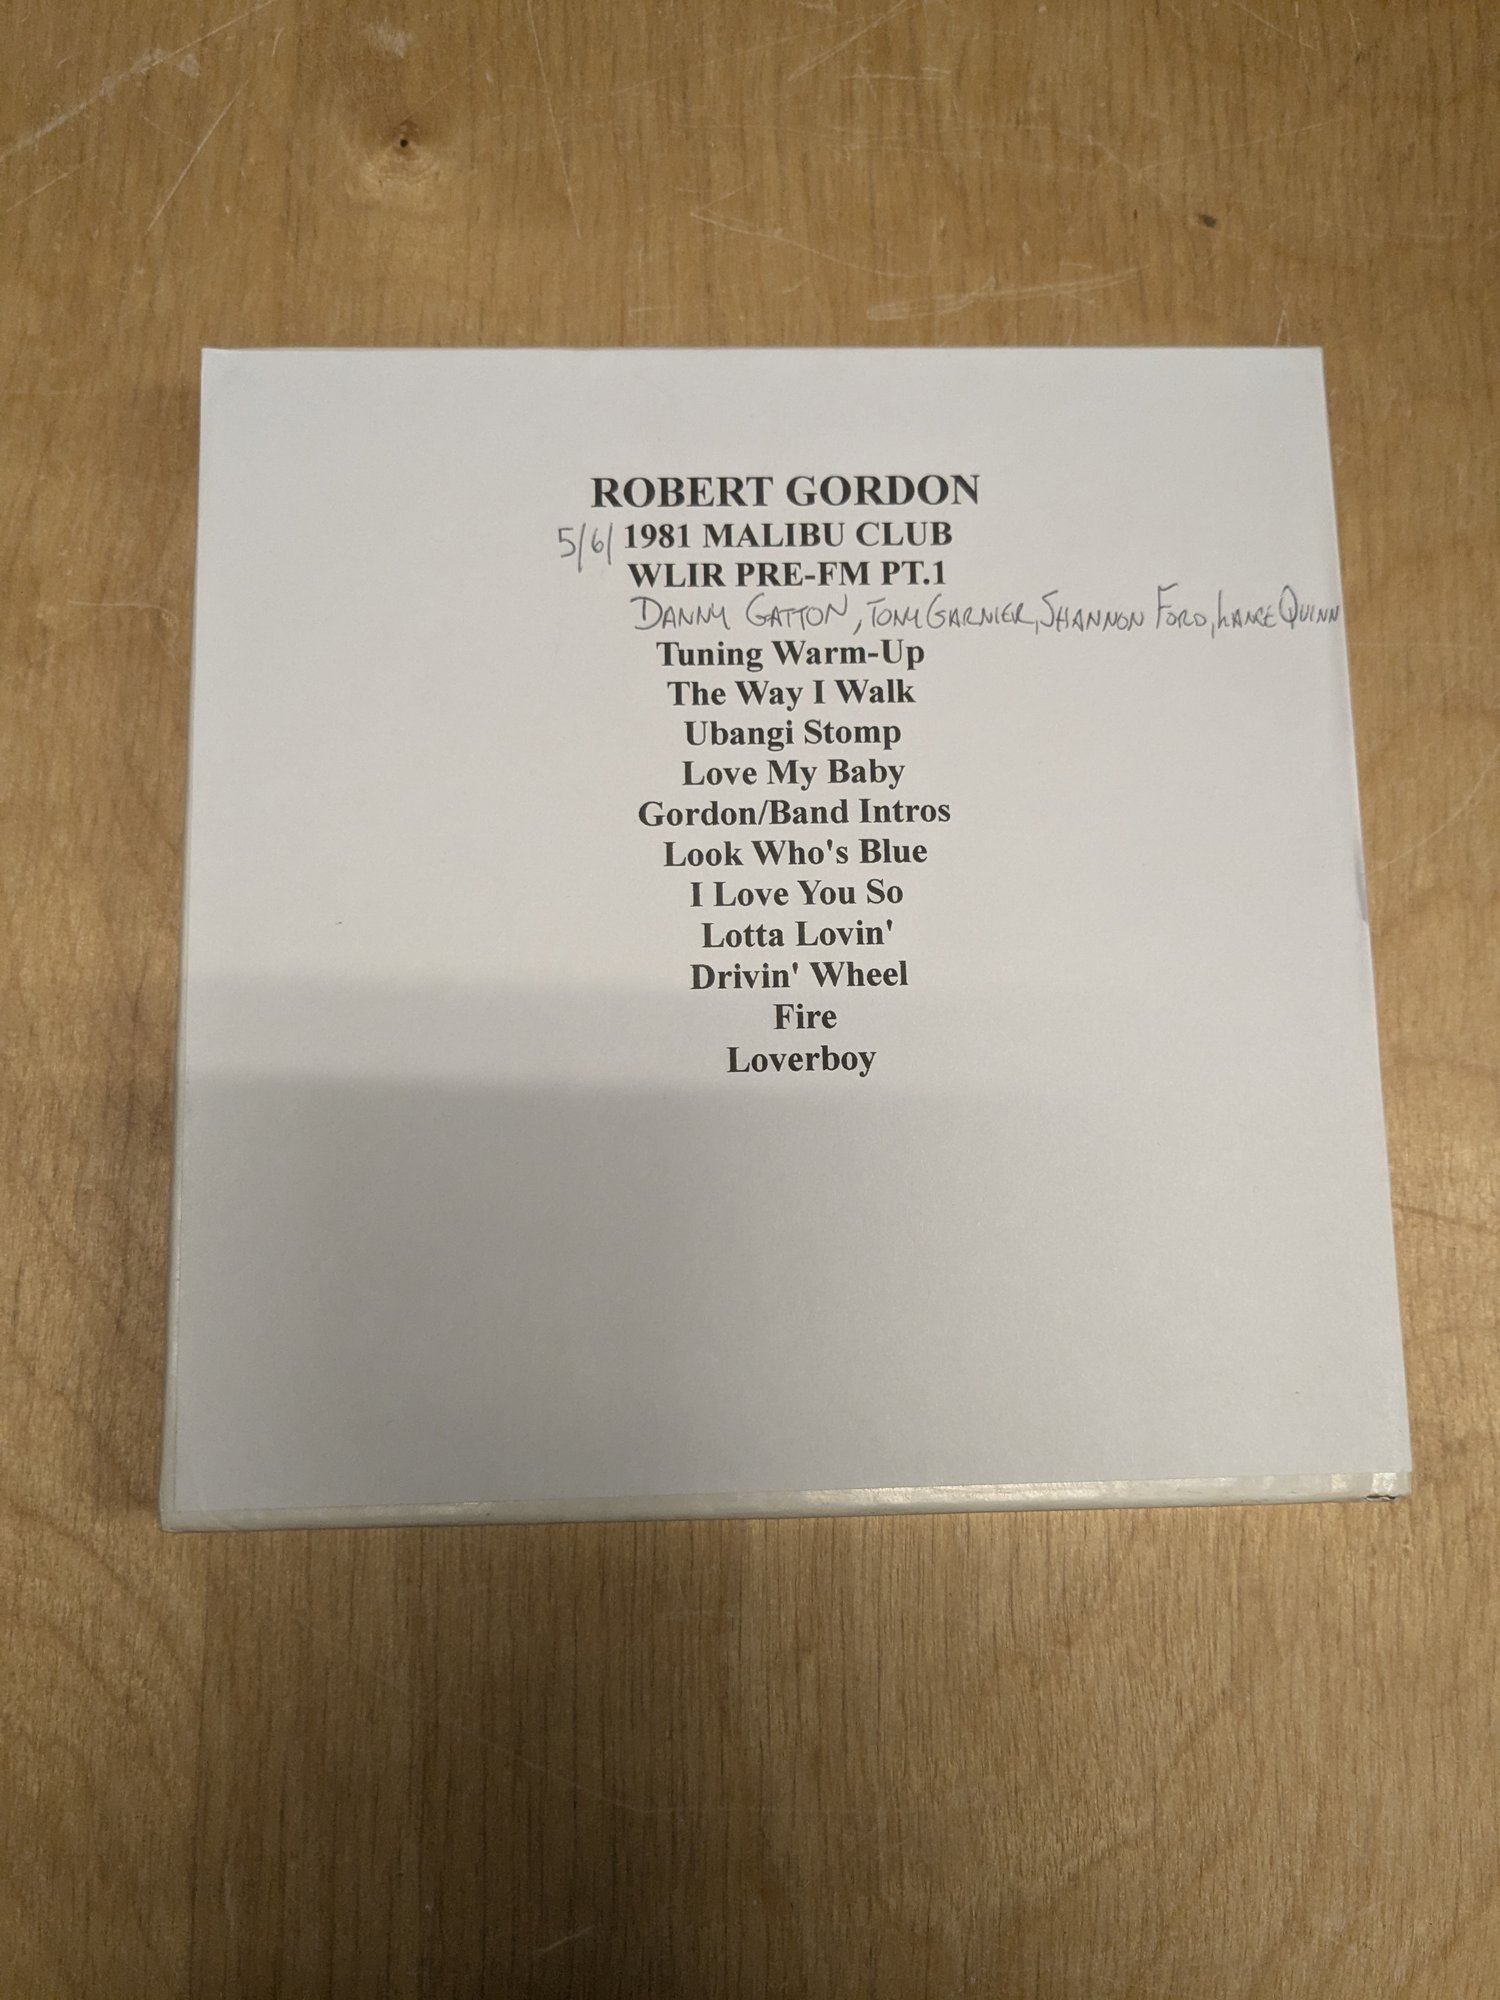 ROBERT GORDON
5/6/ 1981 MALIBU CLUB
WLIR PRE-FM PT.1
DANNY GATTON, TONY GARNIER, SHANNON FORD, LANCE QUINN
Tuning Warm-Up
The Way I Walk
Ubangi Stomp
Love My Baby
Gordon/Band Intros
Look Who's Blue
I Love You So
Lotta Lovin'
Drivin' Wheel
Fire
Loverboy